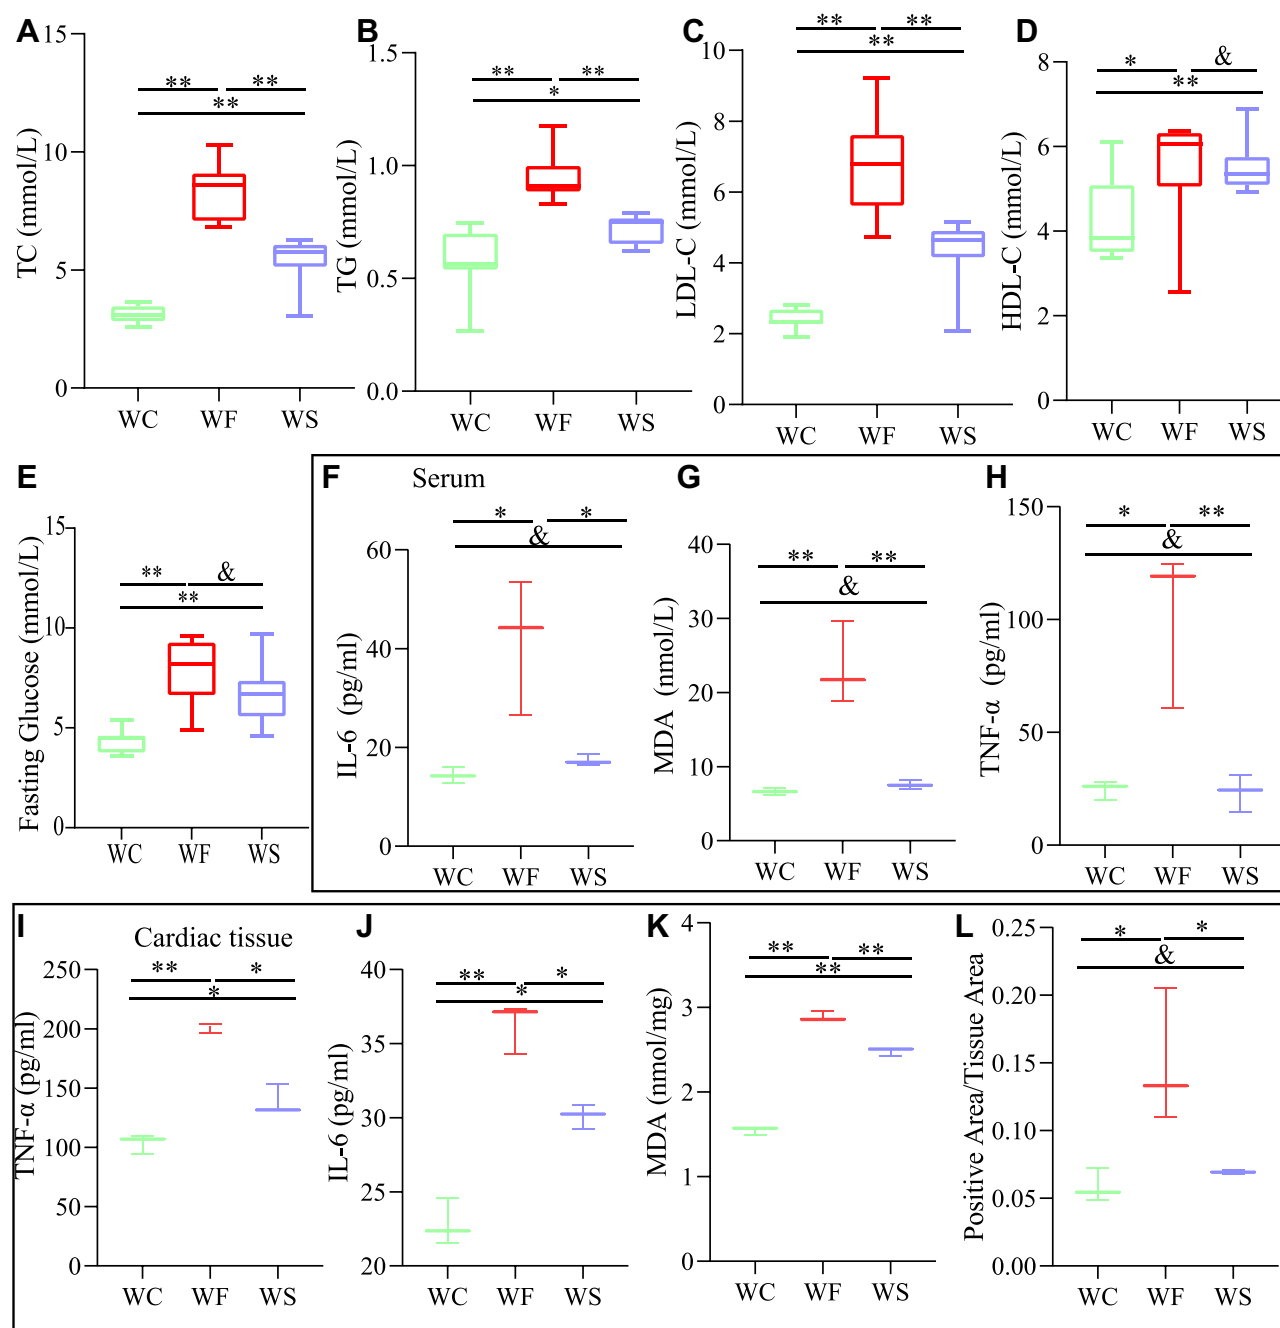 A
TC (mmol/L)
15
10
5
0
** **
**
WC WF WS
B
TG (mmol/L)
1.5
1.0
0.5
0.0
** **
*
WC WF WS
C
LDL-C (mmol/L)
10
8
6
4
2
0
** **
**
WC WF WS
D
HDL-C (mmol/L)
8
6
4
2
0
* &
**
WC WF WS
E
Fasting Glucose (mmol/L)
15
10
5
0
** &
**
WC WF WS
F
Serum
IL-6 (pg/ml)
60
40
20
0
* *
&
WC WF WS
G
MDA (nmol/L)
40
30
20
10
0
** **
&
WC WF WS
H
TNF-α (pg/ml)
150
100
50
0
* **
&
WC WF WS
I
Cardiac tissue
TNF-α (pg/ml)
250
200
150
100
50
0
** *
*
WC WF WS
J
IL-6 (pg/ml)
40
35
30
25
20
** *
*
WC WF WS
K
MDA (nmol/mg)
4
3
2
1
0
** **
**
WC WF WS
L
Positive Area/Tissue Area
0.25
0.20
0.15
0.10
0.05
0.00
* *
&
WC WF WS